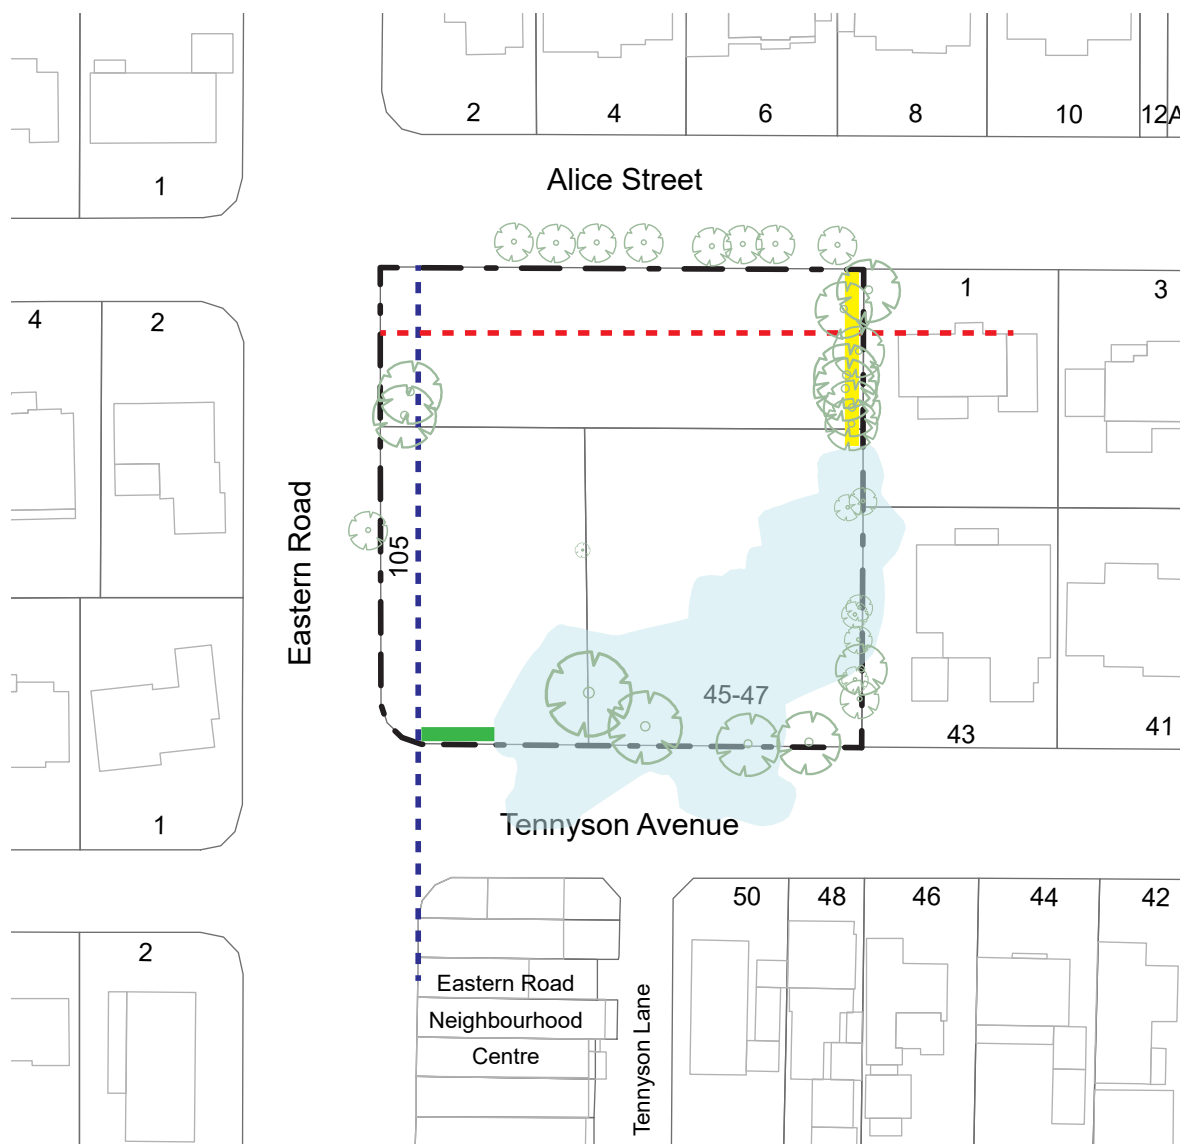 2
4
6
8
10
12A
1
Alice Street
1
3
4
2
Eastern Road
105
45-47
43
41
1
Tennyson Avenue
50
48
46
44
42
2
Eastern Road
Neighbourhood
Centre
Tennyson Lane